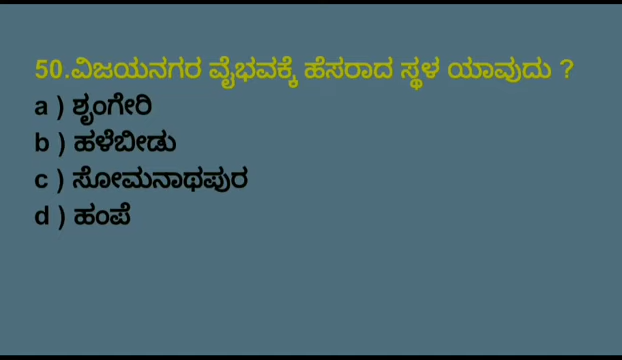 50.ವಿಜಯನಗರ ವೈಭವಕ್ಕೆ ಹೆಸರಾದ ಸ್ಥಳ ಯಾವುದು ?
a ) ಶೃಂಗೇರಿ
b ) ಹಳೆಬೀಡು
c ) ಸೋಮನಾಥಪುರ
d ) ಹಂಪೆ